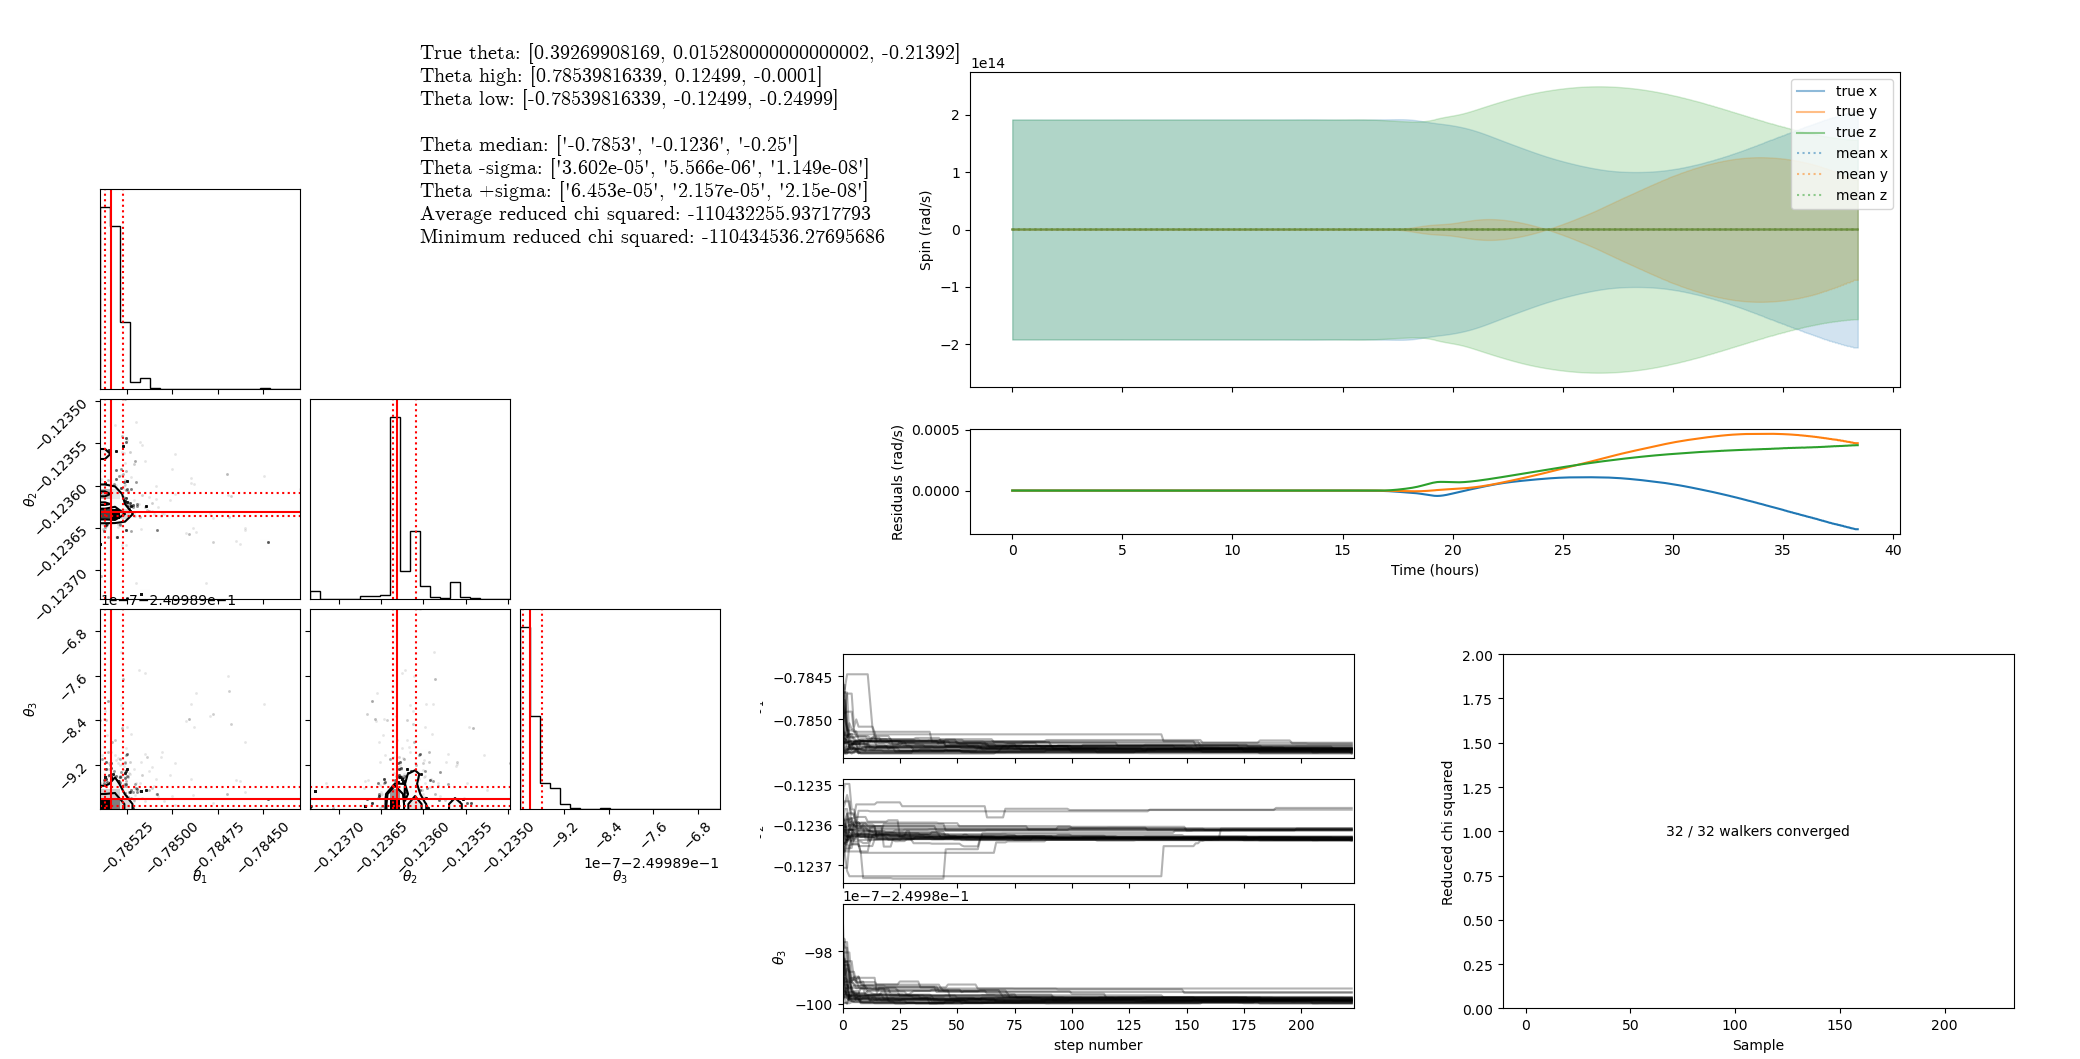 True theta: [0.39269908169, 0.015280000000000002, -0.21392]
Theta high: [0.78539816339, 0.12499, -0.0001]
Theta low: [-0.78539816339, -0.12499, -0.24999]
Theta median: ['-0.7853', '-0.1236', '-0.25']
Theta -sigma: ['3.602e-05', '5.566e-06', '1.149e-08']
Theta +sigma: ['6.453e-05', '2.157e-05', '2.15e-08']
Average reduced chi squared: -110432255.93717793
Minimum reduced chi squared: -110434536.27695686
1e14
2
1
0
−1
−2
Spin (rad/s)
true x
true y
true z
mean x
mean y
mean z
0.0005
0.0000
Residuals (rad/s)
0 5 10 15 20 25 30 35 40
Time (hours)
−0.12350
−0.12355
−0.12360
−0.12365
−0.12370
θ2
1e−7−2.49989e−1
−6.8
−7.6
−8.4
−9.2
θ3
−0.78525 −0.78500 −0.78475 −0.78450
θ1
−0.12370 −0.12365 −0.12360 −0.12355 −0.12350
θ2
−9.2 −8.4 −7.6 −6.8
1e−7−2.49989e−1
θ3
−0.7845
−0.7850
−0.1235
−0.1236
−0.1237
1e−7−2.4998e−1
−98
−100
θ3
0 25 50 75 100 125 150 175 200
step number
2.00
1.75
1.50
1.25
1.00
0.75
0.50
0.25
0.00
Reduced chi squared
32 / 32 walkers converged
0 50 100 150 200
Sample